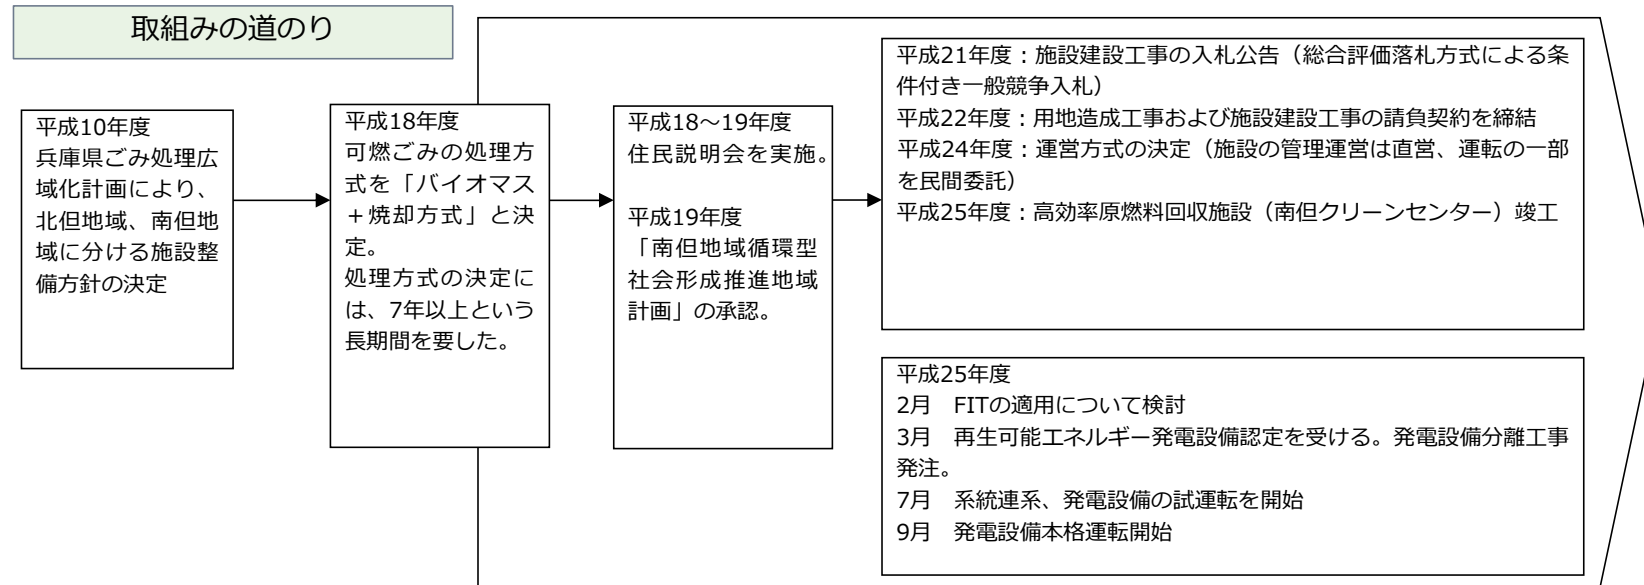 取組みの道のり
平成10年度
兵庫県ごみ処理広
域化計画により、
北但地域、南但地
域に分ける施設整
備方針の決定
平成18年度
可燃ごみの処理方
式を「バイオマス
＋焼却方式」と決
定。
処理方式の決定に
は、7年以上という
長期間を要した。
平成18～19年度
住民説明会を実施。
平成19年度
「南但地域循環型
社会形成推進地域
計画」の承認。
平成21年度：施設建設工事の入札公告（総合評価落札方式による条
件付き一般競争入札）
平成22年度：用地造成工事および施設建設工事の請負契約を締結
平成24年度：運営方式の決定（施設の管理運営は直営、運転の一部
を民間委託）
平成25年度：高効率原燃料回収施設（南但クリーンセンター）竣工
平成25年度
2月　FITの適用について検討
3月　再生可能エネルギー発電設備認定を受ける。発電設備分離工事
発注。
7月　系統連系、発電設備の試運転を開始
9月　発電設備本格運転開始